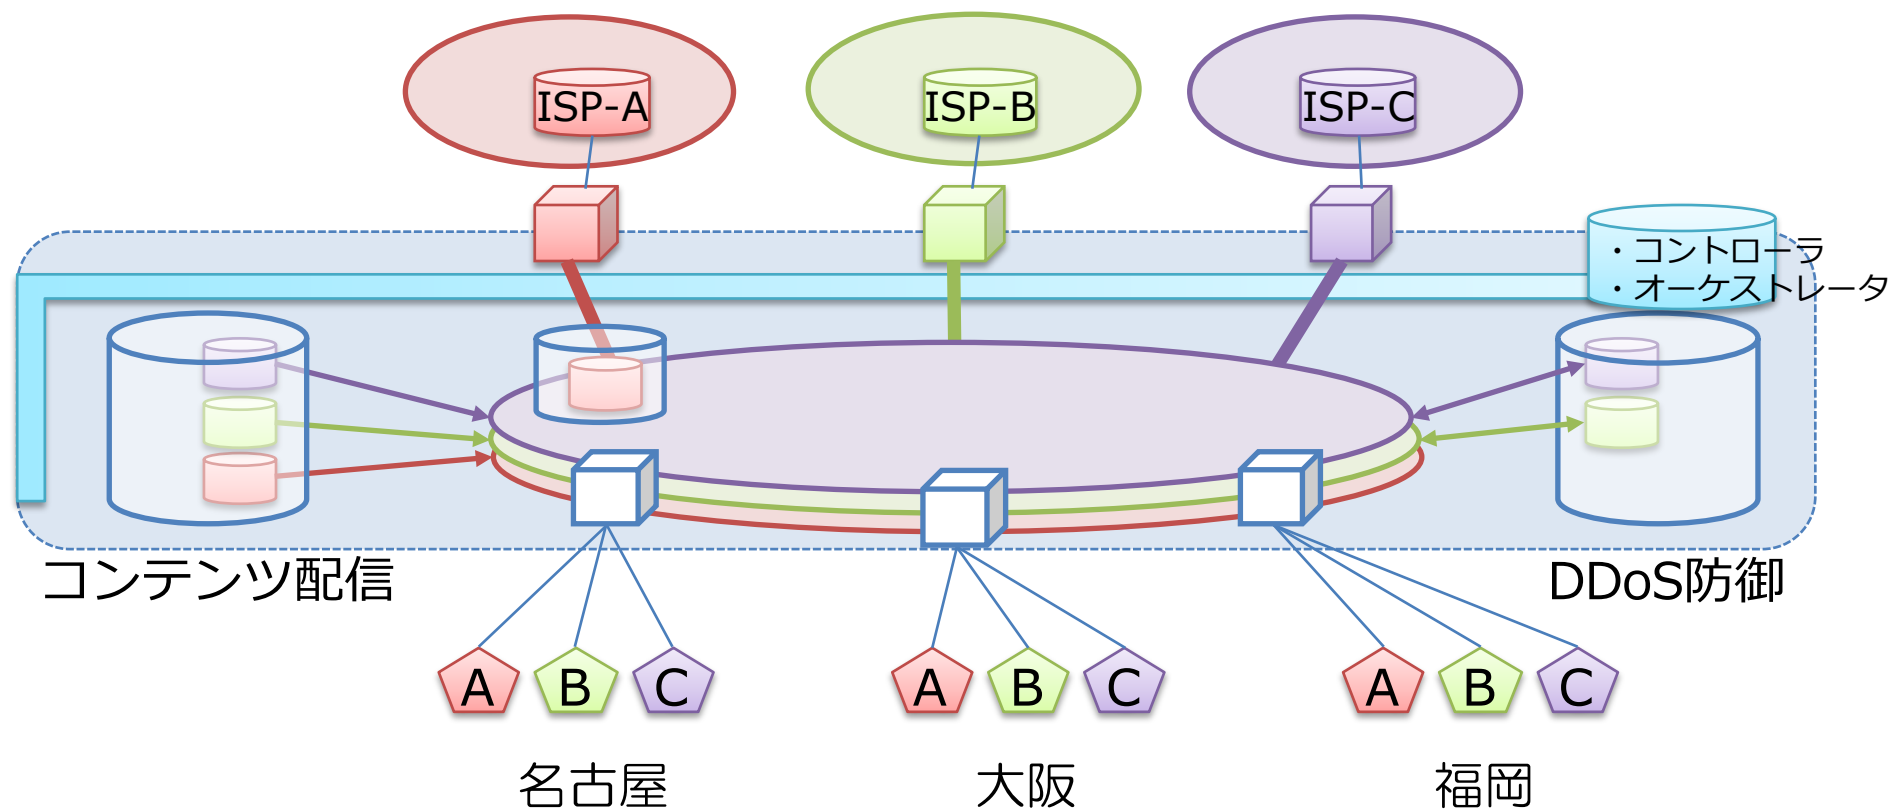 ISP-A
ISP-B
ISP-C
・コントローラ
・オーケストレータ
コンテンツ配信
DDoS防御
A B C
A B C
A B C
名古屋
大阪
福岡